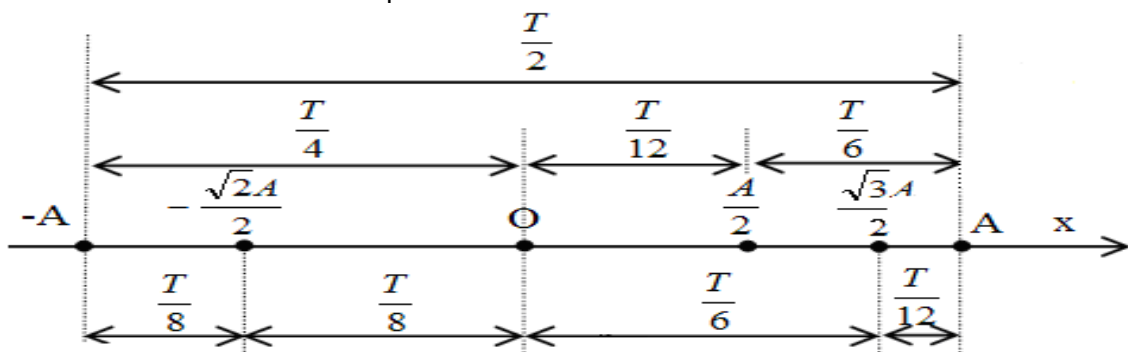 T/2
T/4 T/12 T/6
-A -√2A/2 O A/2 √3A/2 A x
T/8 T/8 T/6 T/12